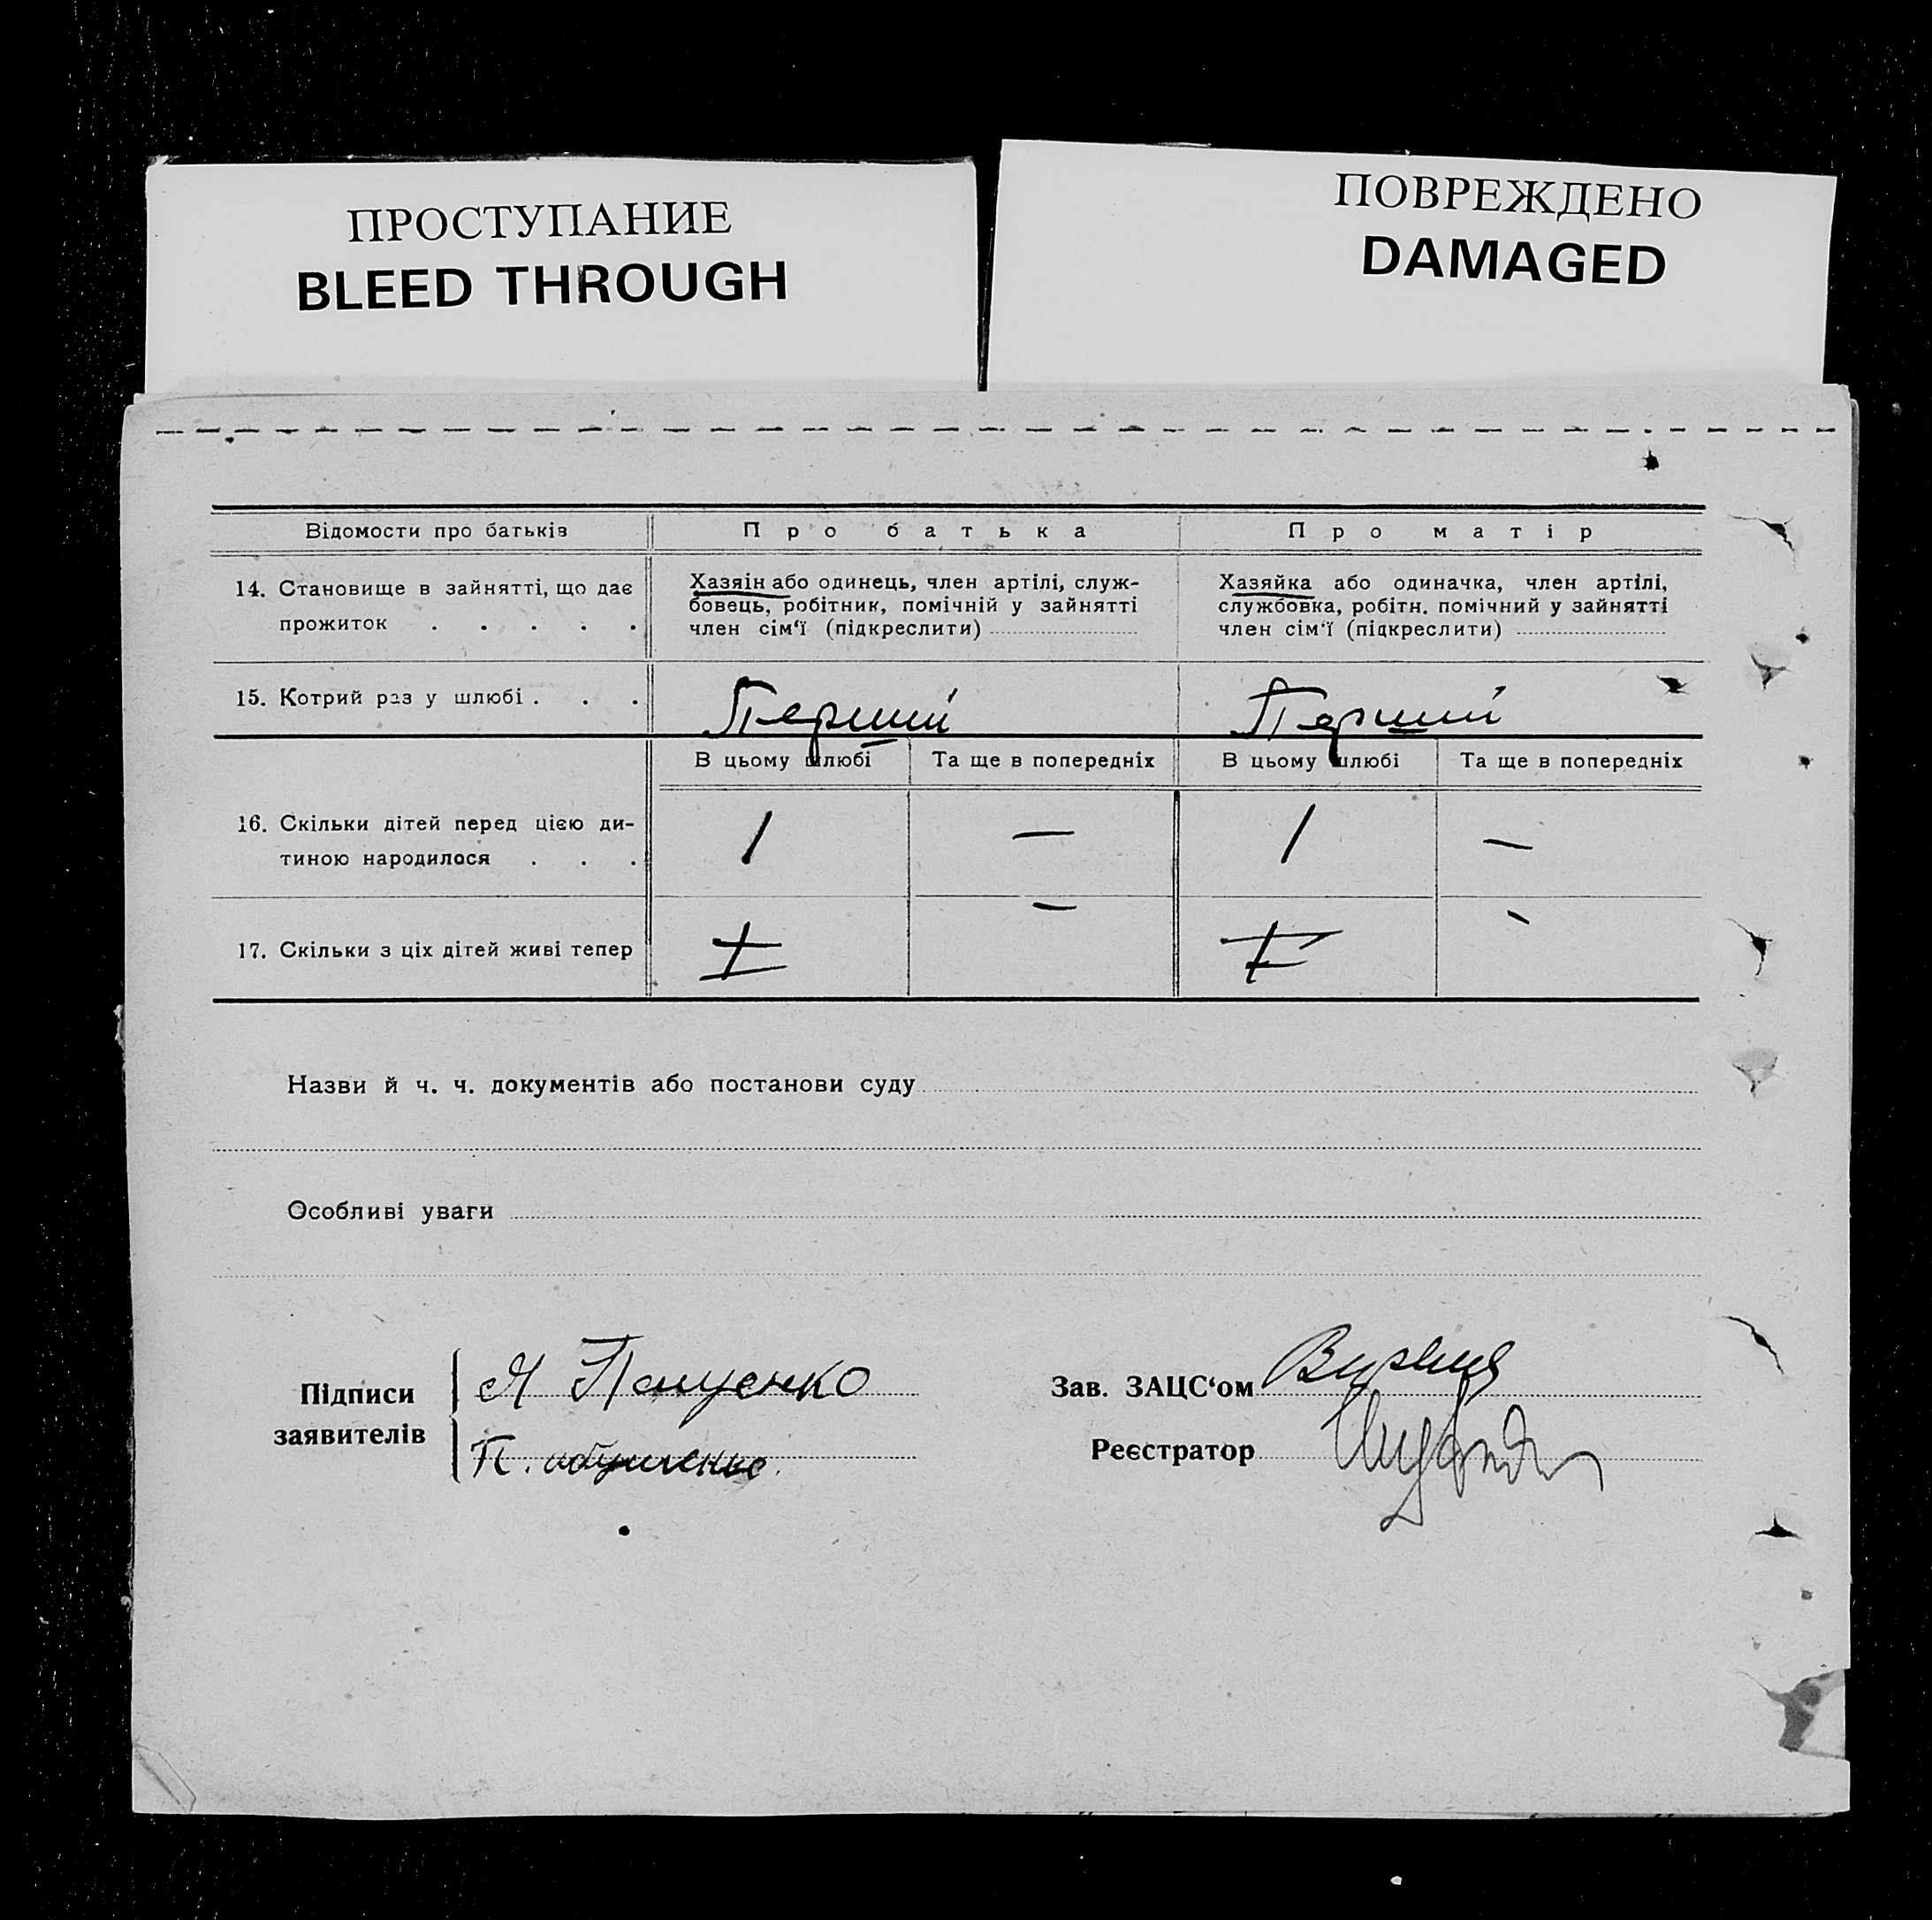 ПРОСТУПАНИЕ
BLEED THROUGH
ПОВРЕЖДЕНО
DAMAGED
Відомости про батьків
Про батька
Про матір
14. Становище в зайнятті, що дає
прожиток . . . . .
Хазяін або одинець, член артілі, служ-
бовець, робітник, помічній у зайнятті
член сім‘ї (підкреслити)
Хазяйка або одиначка, член артілі,
службовка, робітн. помічний у зайнятті
член сім‘ї (підкреслити)
15. Котрий раз у шлюбі . . .
Перший
Перший
В цьому шлюбі
Та ще в попередніх
В цьому шлюбі
Та ще в попередніх
16. Скільки дітей перед цією ди-
тиною народилося . . .
1
—
1
—
17. Скільки з ціх дітей живі тепер
—
—
Назви й ч. ч. документів або постанови суду
Особливі уваги
Підписи
заявителів
Я
П.
Зав. ЗАЦС‘ом
Реєстратор